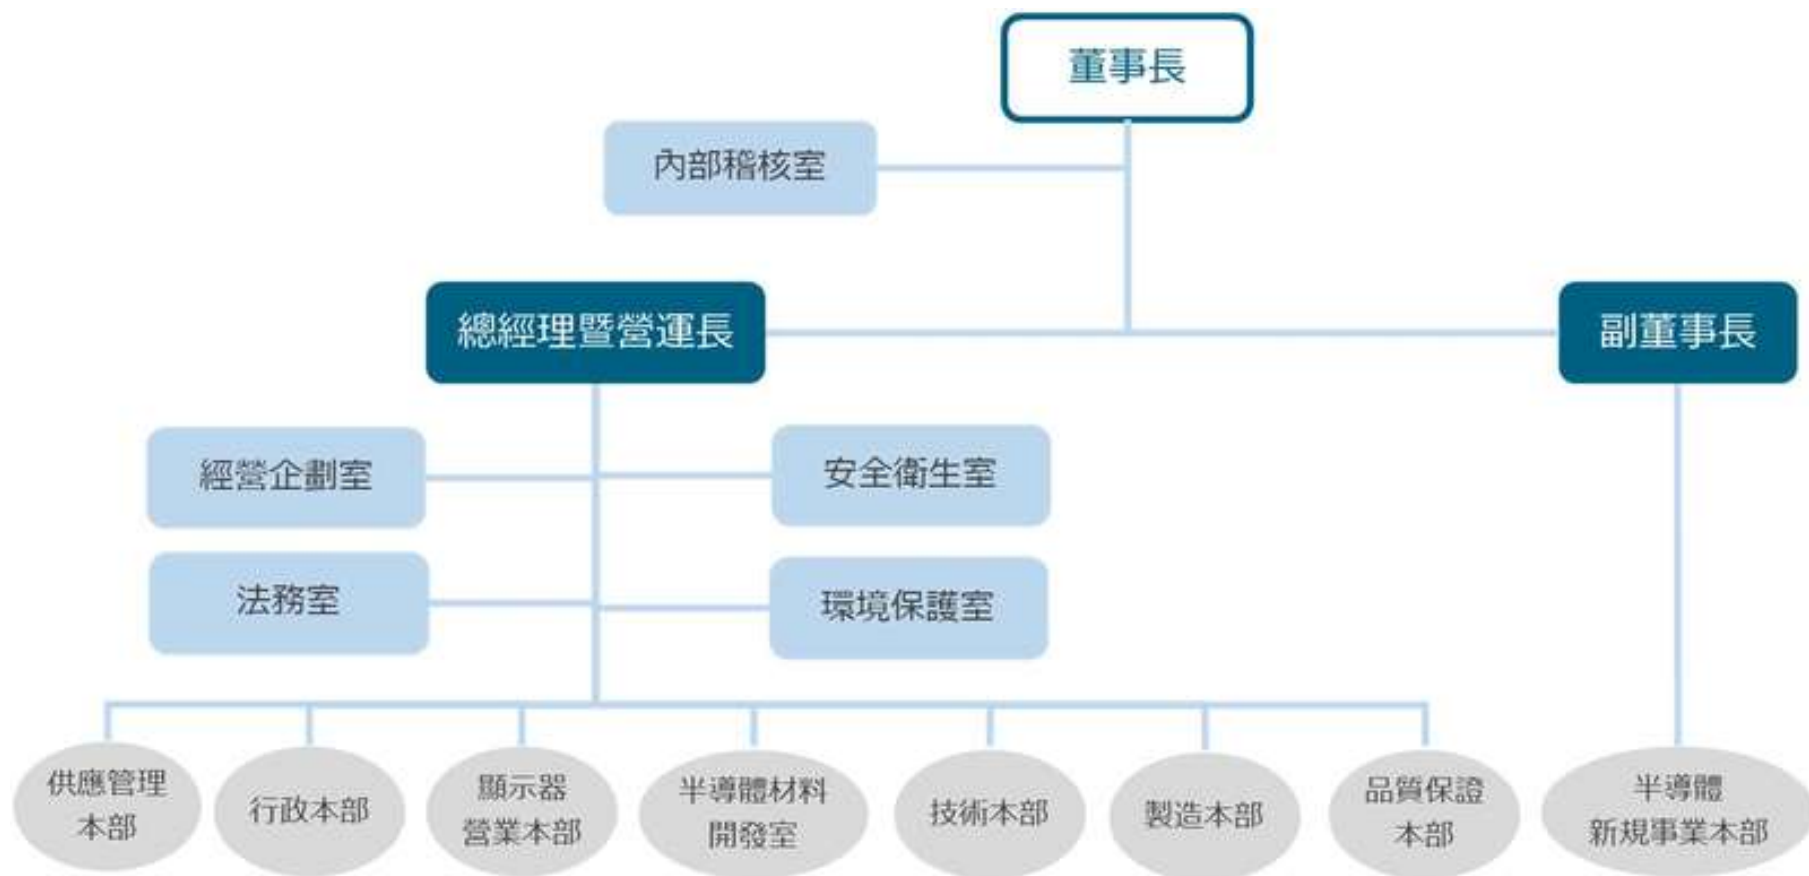 董事長
內部稽核室
總經理暨營運長
副董事長
經營企劃室
安全衛生室
法務室
環境保護室
供應管理
本部
行政本部
顯示器
營業本部
半導體材料
開發室
技術本部
製造本部
品質保證
本部
半導體
新規事業本部